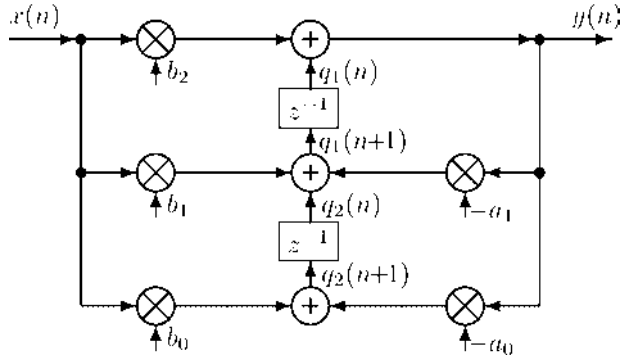 x(n) y(n)
b₂ q₁(n)
z⁻¹
q₁(n+1)
b₁ q₂(n) −a₁
z⁻¹
q₂(n+1)
b₀ −a₀